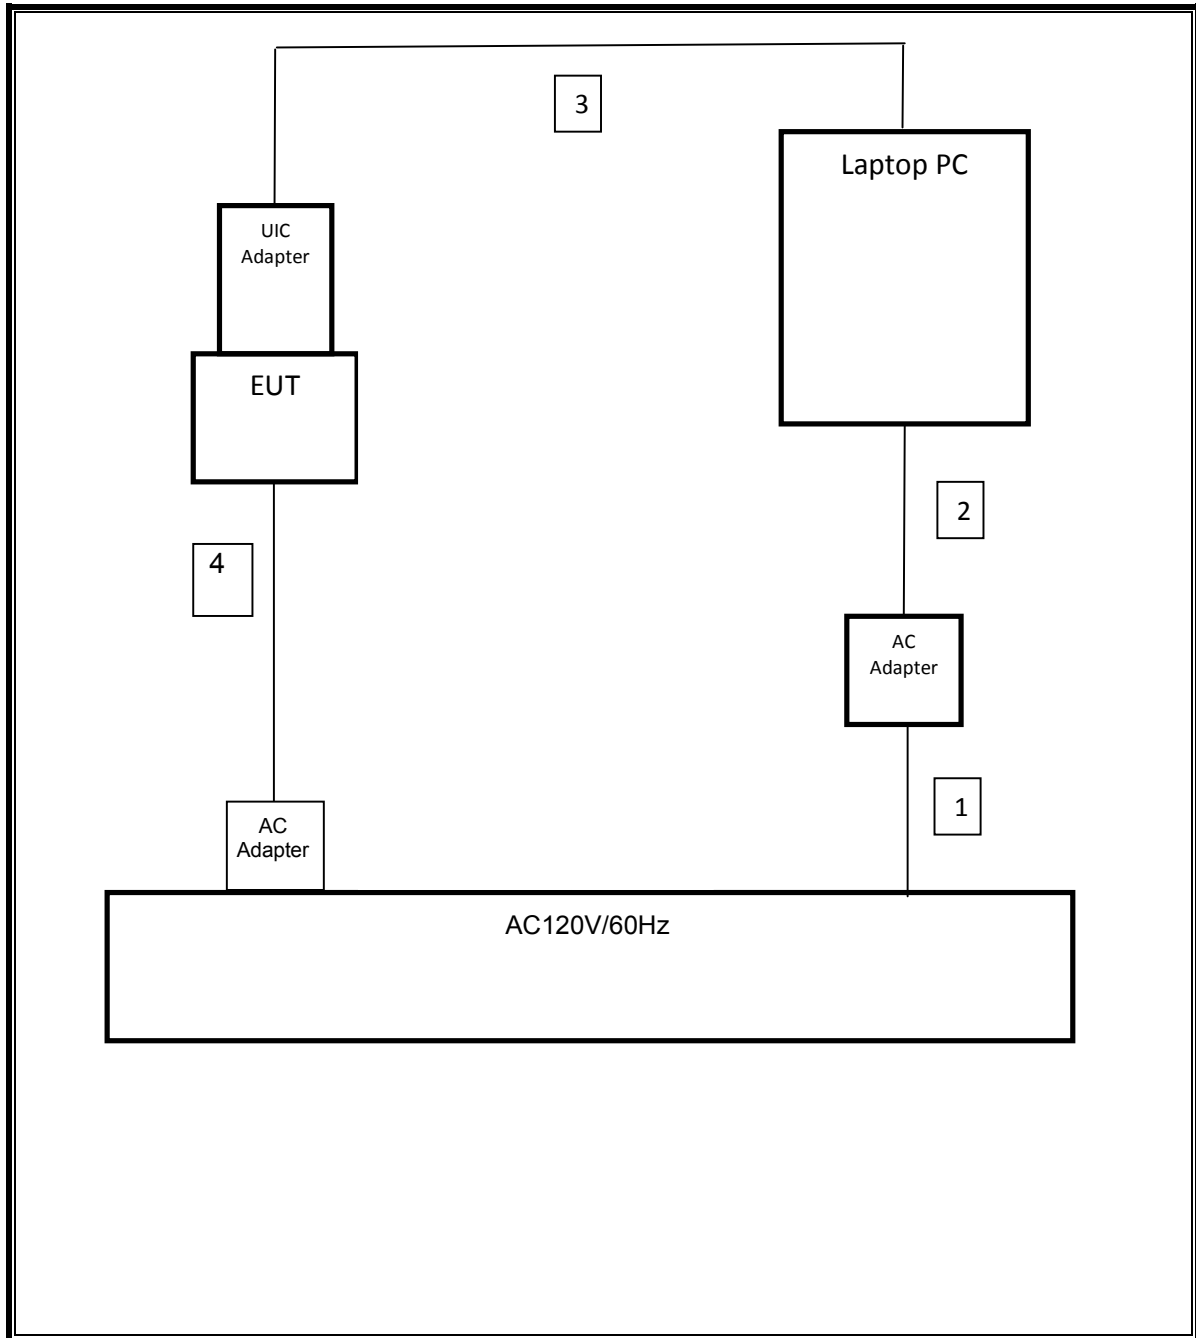 3
Laptop PC
UIC
Adapter
EUT
2
4
AC
Adapter
1
AC
Adapter
AC120V/60Hz